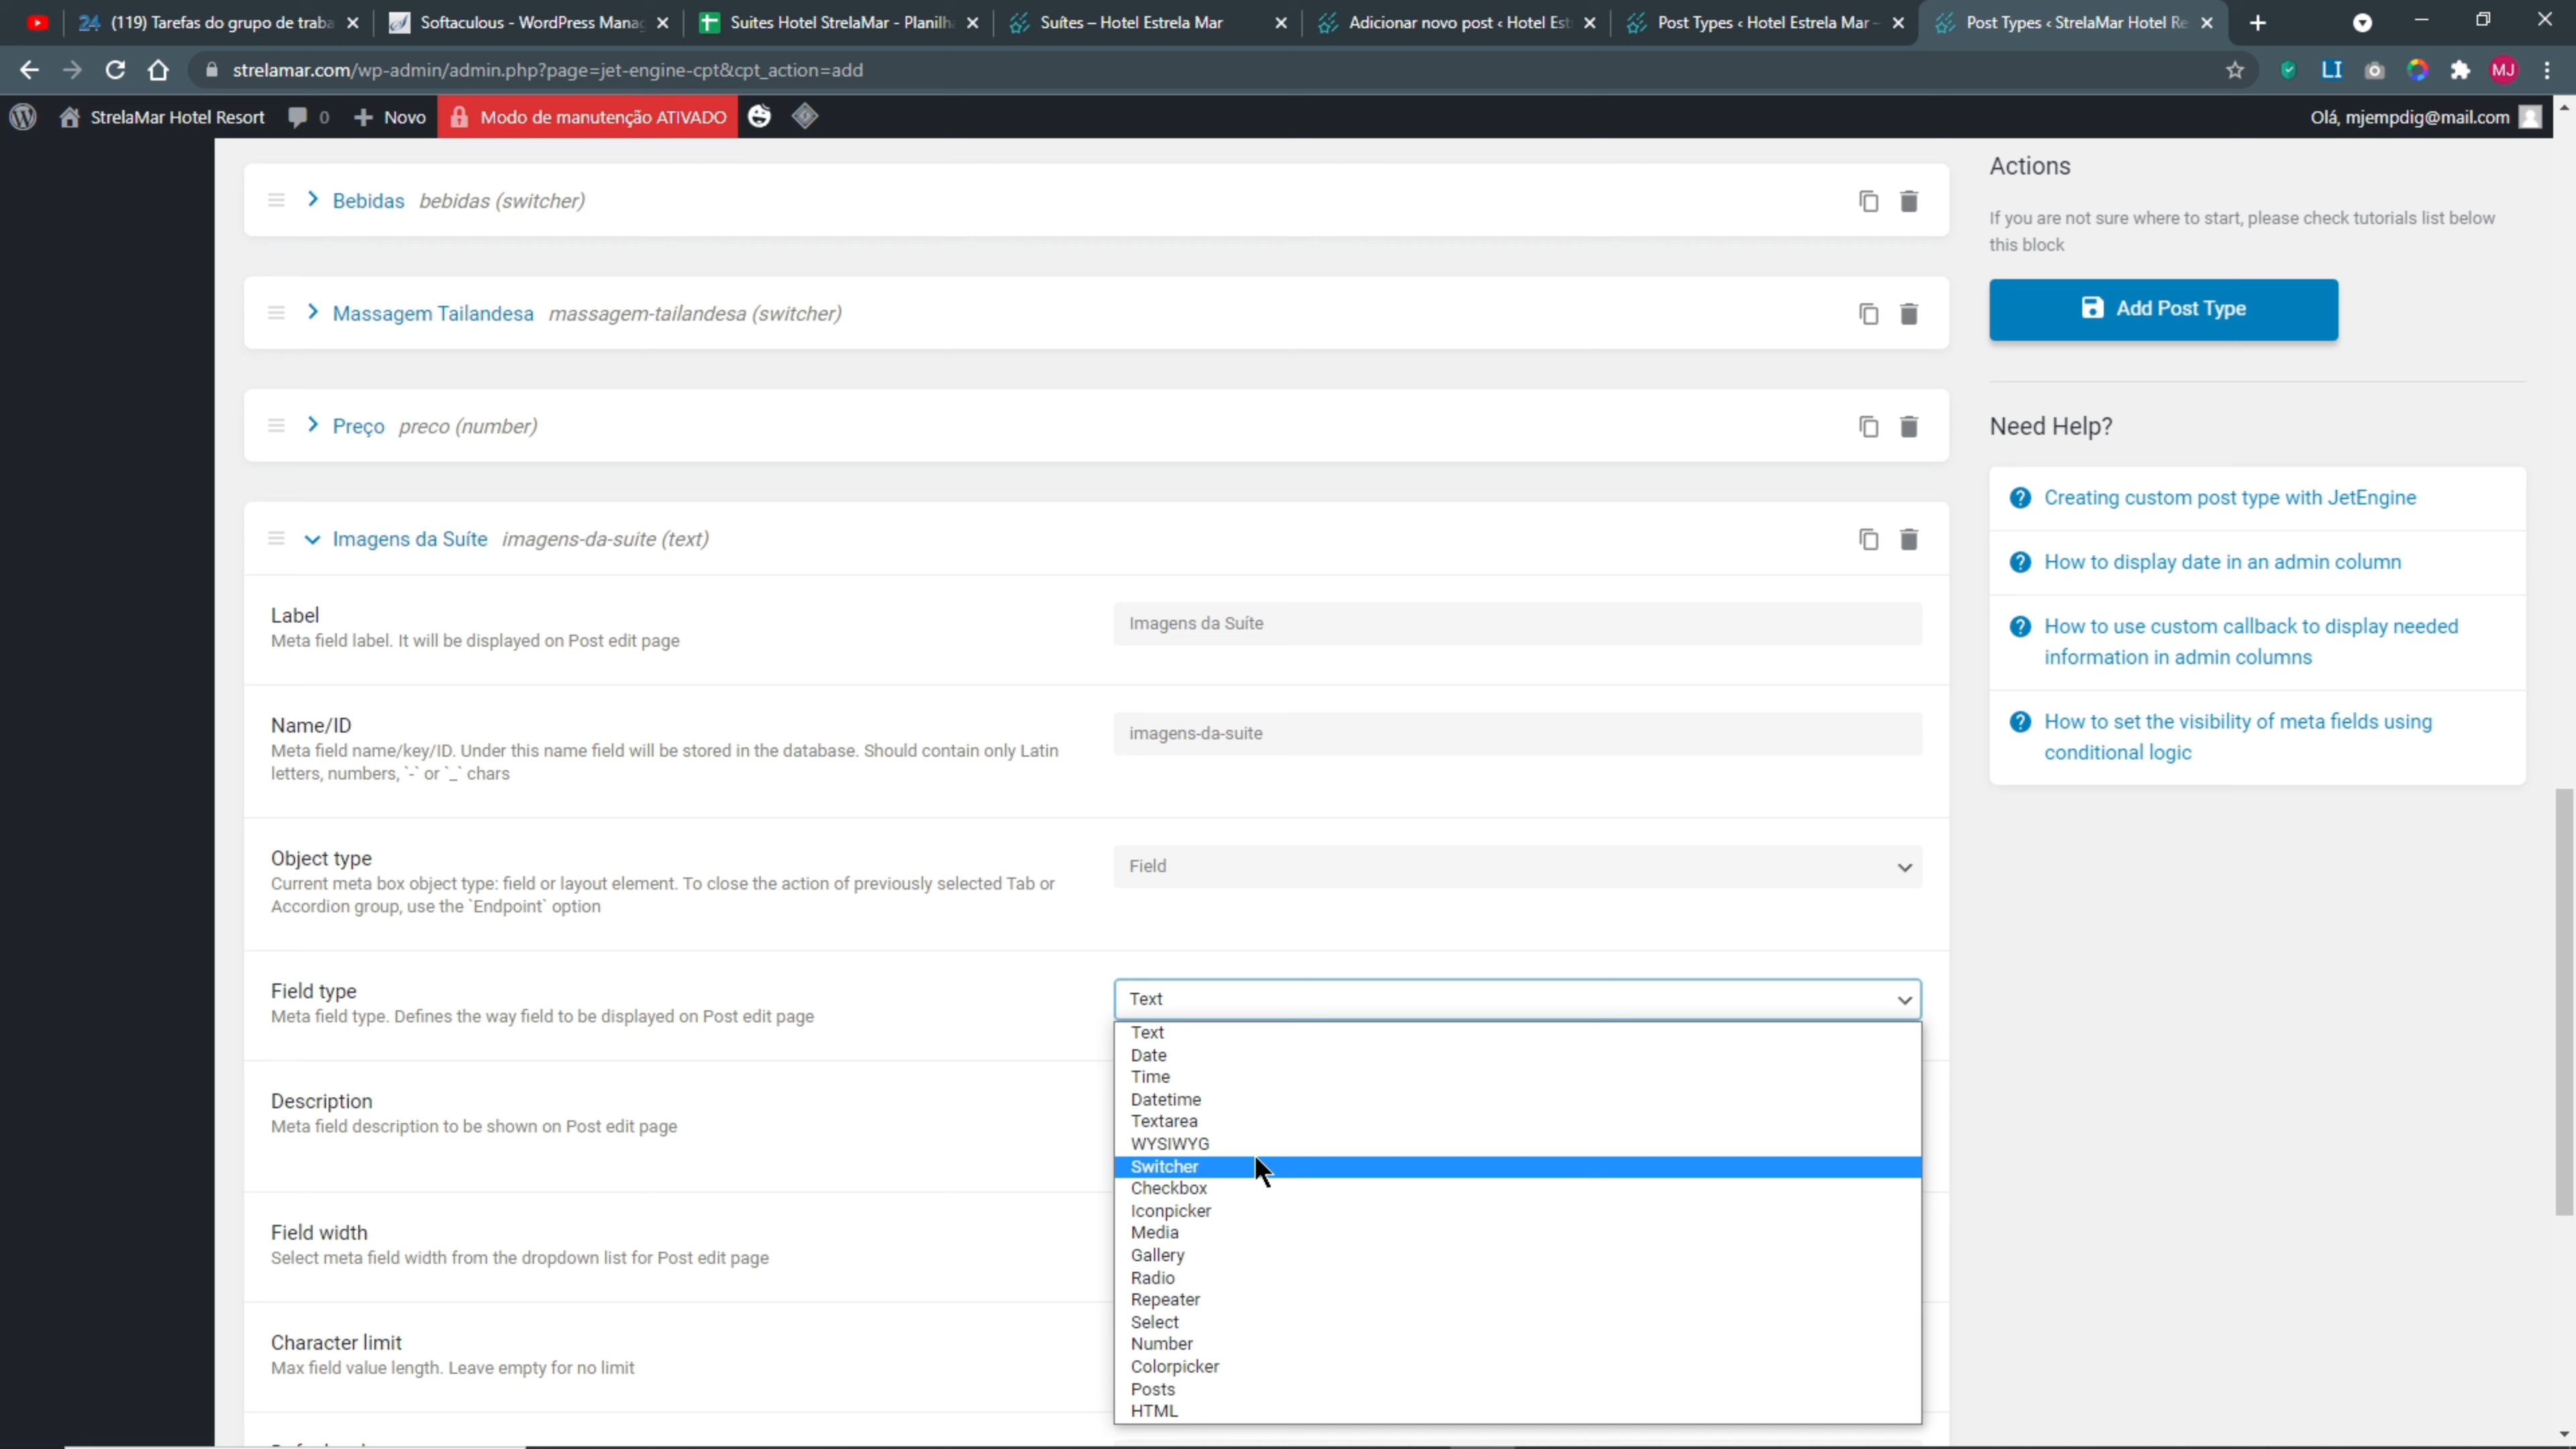 (119) Tarefas do grupo de traba
Softaculous - WordPress Manag
Suites Hotel StrelaMar - Planilh
Suítes – Hotel Estrela Mar
Adicionar novo post ‹ Hotel Est
Post Types ‹ Hotel Estrela Mar –
Post Types ‹ StrelaMar Hotel Re
strelamar.com/wp-admin/admin.php?page=jet-engine-cpt&cpt_action=add
LI
MJ
StrelaMar Hotel Resort
0
Novo
Modo de manutenção ATIVADO
Olá, mjempdig@mail.com
Bebidas bebidas (switcher)
Massagem Tailandesa massagem-tailandesa (switcher)
Preço preco (number)
Imagens da Suíte imagens-da-suite (text)
Label
Meta field label. It will be displayed on Post edit page
Imagens da Suíte
Name/ID
Meta field name/key/ID. Under this name field will be stored in the database. Should contain only Latin
letters, numbers, `-` or `_` chars
imagens-da-suite
Object type
Current meta box object type: field or layout element. To close the action of previously selected Tab or
Accordion group, use the `Endpoint` option
Field
Field type
Meta field type. Defines the way field to be displayed on Post edit page
Text
Text
Date
Time
Datetime
Textarea
WYSIWYG
Switcher
Checkbox
Iconpicker
Media
Gallery
Radio
Repeater
Select
Number
Colorpicker
Posts
HTML
Description
Meta field description to be shown on Post edit page
Field width
Select meta field width from the dropdown list for Post edit page
Character limit
Max field value length. Leave empty for no limit
Actions
If you are not sure where to start, please check tutorials list below
this block
Add Post Type
Need Help?
Creating custom post type with JetEngine
How to display date in an admin column
How to use custom callback to display needed
information in admin columns
How to set the visibility of meta fields using
conditional logic